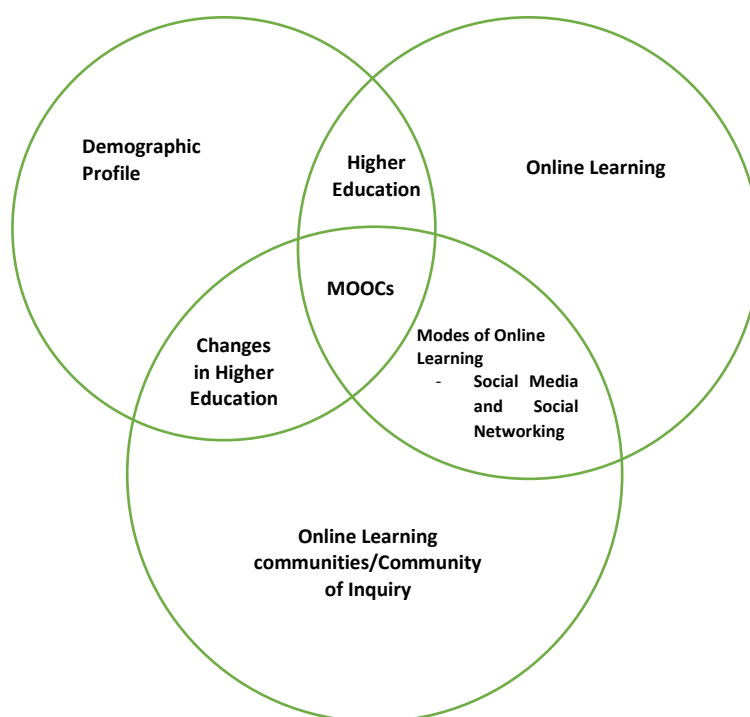 Demographic
Profile
Higher
Education
Online Learning
MOOCs
Changes
in Higher
Education
Modes of Online
Learning
- Social Media
and Social
Networking
Online Learning
communities/Community
of Inquiry